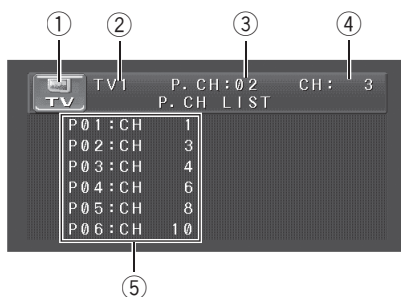 ① ② ③ ④
TV TV1 P.CH:02 CH: 3
P.CH LIST
P01:CH 1
P02:CH 3
P03:CH 4
P04:CH 6
P05:CH 8
P06:CH 10
⑤